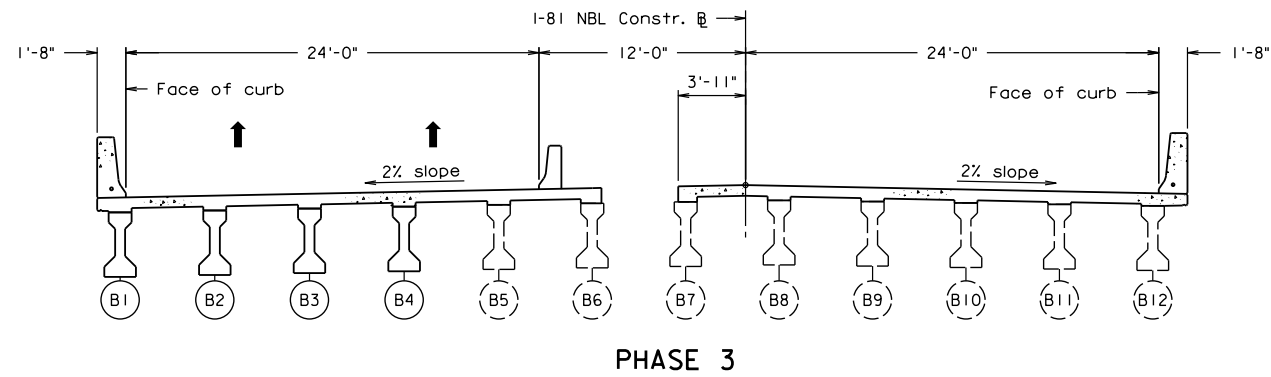 I-81 NBL Constr. ℄
1'-8" 24'-0" 12'-0" 24'-0" 1'-8"
3'-11"
Face of curb Face of curb
2% slope 2% slope
B1 B2 B3 B4 B5 B6 B7 B8 B9 B10 B11 B12
PHASE 3